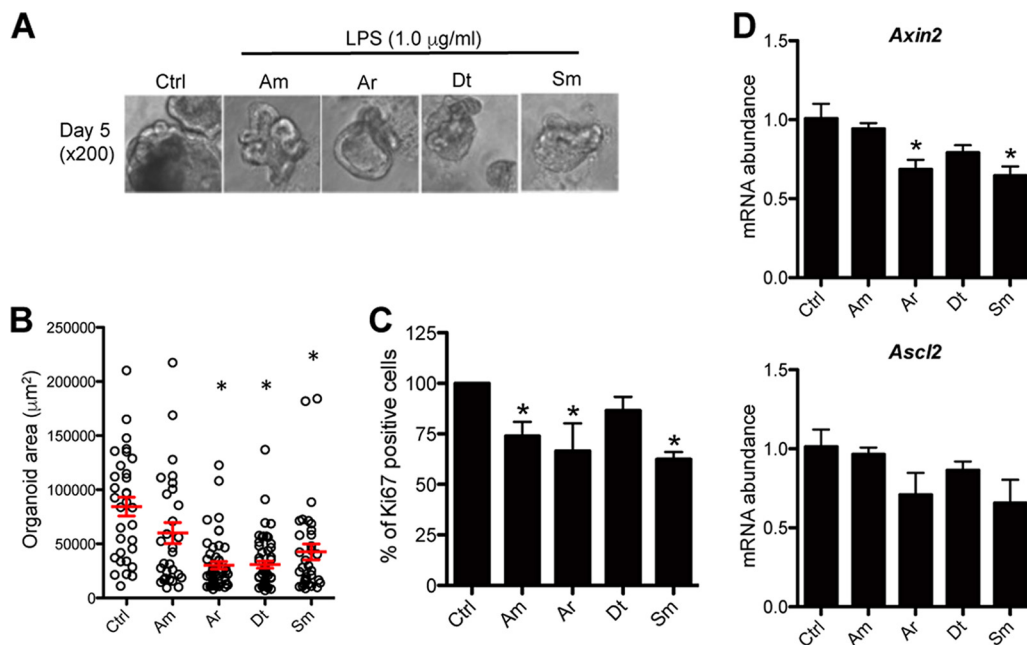 A
LPS (1.0 μg/ml)
Ctrl Am Ar Dt Sm
Day 5
(x200)
B
Organoid area (μm²)
250000
200000
150000
100000
50000
0
* * *
Ctrl Am Ar Dt Sm
C
% of Ki67 positive cells
125
100
75
50
25
0
* * *
Ctrl Am Ar Dt Sm
D
Axin2
mRNA abundance
1.5
1.0
0.5
0.0
* *
Ctrl Am Ar Dt Sm
Ascl2
mRNA abundance
1.5
1.0
0.5
0.0
Ctrl Am Ar Dt Sm